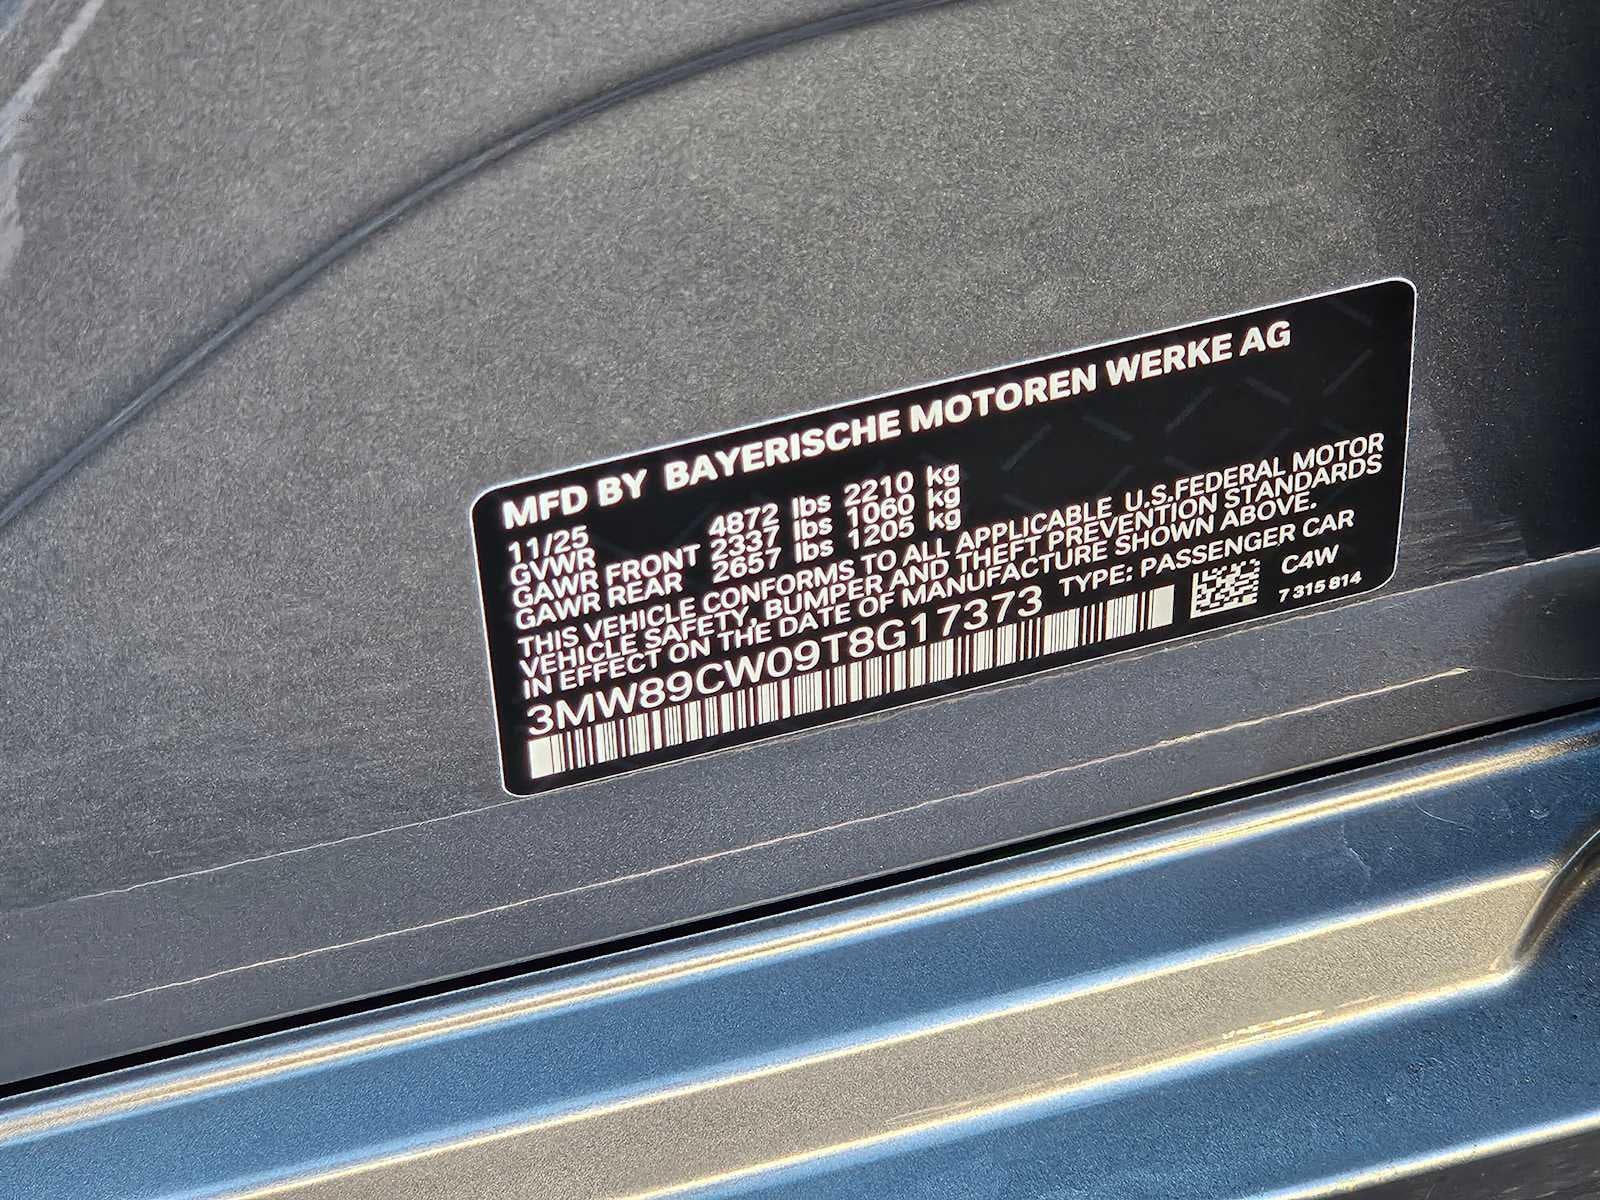 MFD BY BAYERISCHE MOTOREN WERKE AG
11/25
GVWR 4872 lbs 2210 kg
GAWR FRONT 2337 lbs 1060 kg
GAWR REAR 2657 lbs 1205 kg
THIS VEHICLE CONFORMS TO ALL APPLICABLE U.S.FEDERAL MOTOR
VEHICLE SAFETY, BUMPER AND THEFT PREVENTION STANDARDS
IN EFFECT ON THE DATE OF MANUFACTURE SHOWN ABOVE.
3MW89CW09T8G17373 TYPE: PASSENGER CAR
C4W
7 315 814